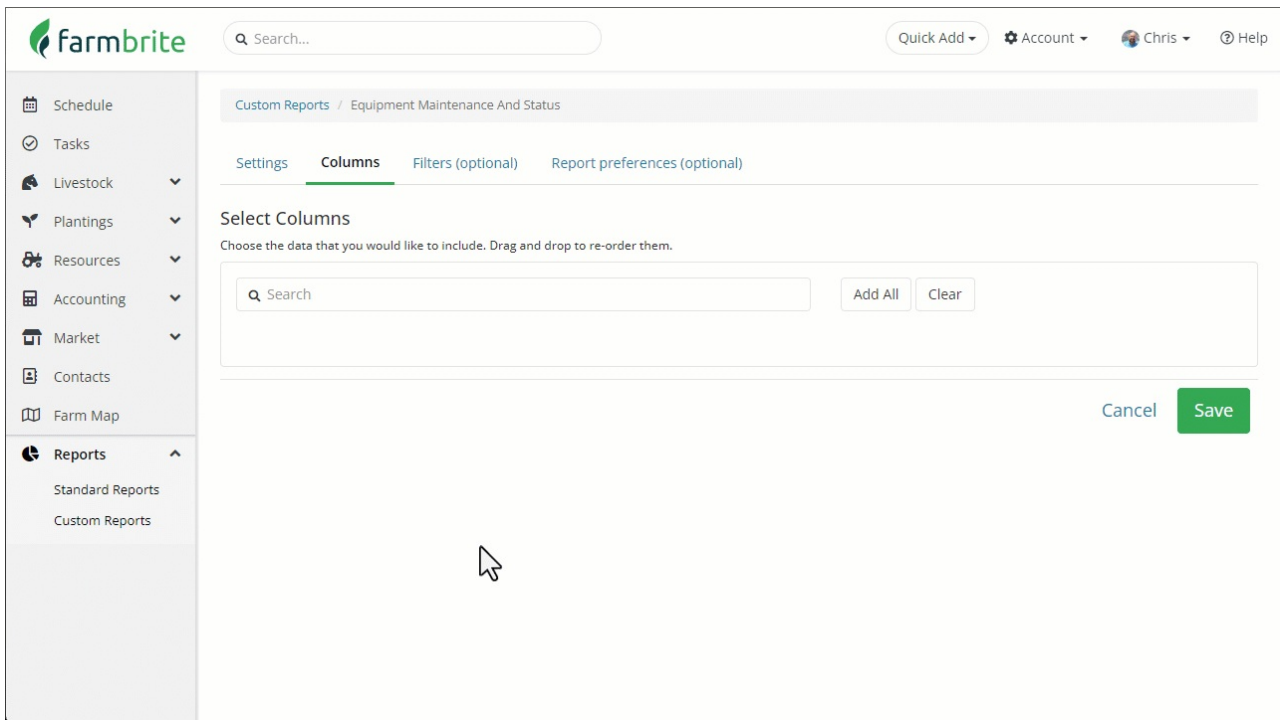 farmbrite
Search...
Quick Add
Account
Chris
Help
Schedule
Tasks
Livestock
Plantings
Resources
Accounting
Market
Contacts
Farm Map
Reports
Standard Reports
Custom Reports
Custom Reports / Equipment Maintenance And Status
Settings
Columns
Filters (optional)
Report preferences (optional)
Select Columns
Choose the data that you would like to include. Drag and drop to re-order them.
Search
Add All
Clear
Cancel
Save